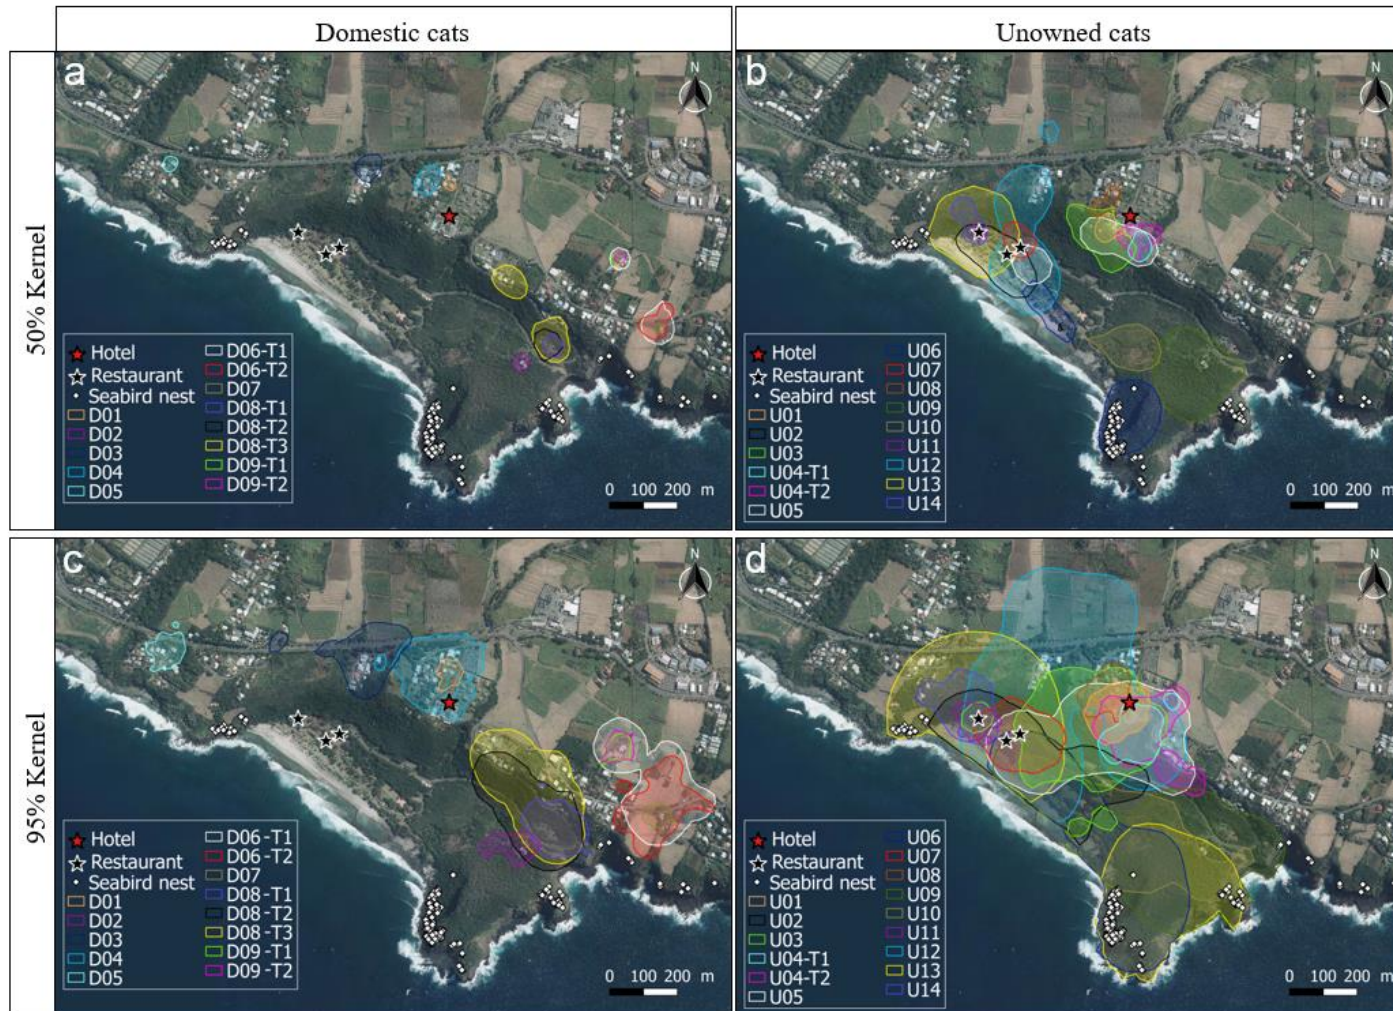 Domestic cats
Unowned cats
50% Kernel
95% Kernel
a
N
Hotel
Restaurant
Seabird nest
D01
D02
D03
D04
D05
D06-T1
D06-T2
D07
D08-T1
D08-T2
D08-T3
D09-T1
D09-T2
0 100 200 m
b
N
Hotel
Restaurant
Seabird nest
U01
U02
U03
U04-T1
U04-T2
U05
U06
U07
U08
U09
U10
U11
U12
U13
U14
0 100 200 m
c
N
Hotel
Restaurant
Seabird nest
D01
D02
D03
D04
D05
D06-T1
D06-T2
D07
D08-T1
D08-T2
D08-T3
D09-T1
D09-T2
0 100 200 m
d
N
Hotel
Restaurant
Seabird nest
U01
U02
U03
U04-T1
U04-T2
U05
U06
U07
U08
U09
U10
U11
U12
U13
U14
0 100 200 m